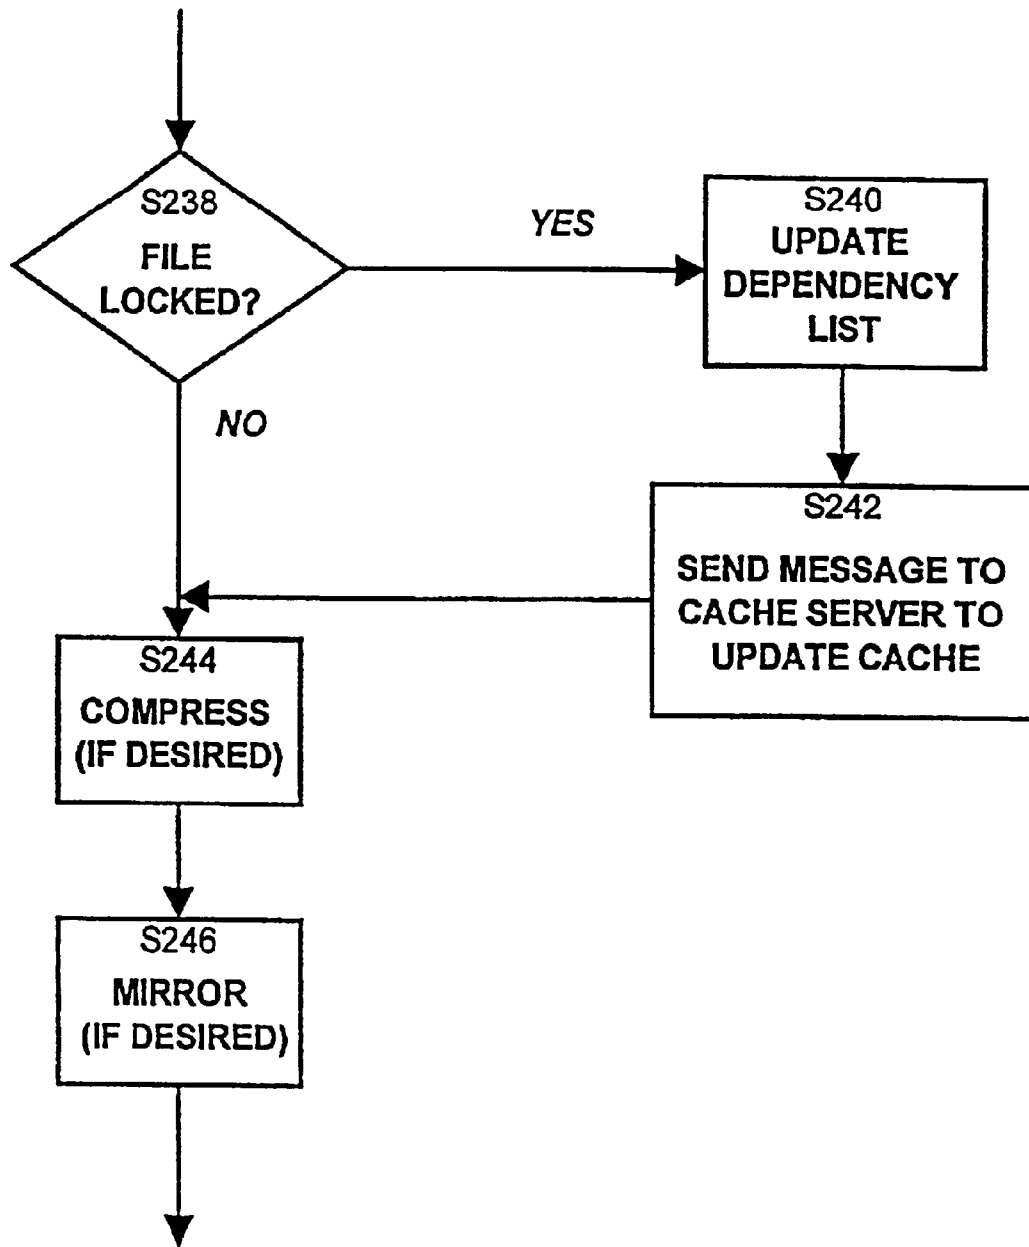 S238
FILE
LOCKED?
YES
S240
UPDATE
DEPENDENCY
LIST
NO
S242
SEND MESSAGE TO
CACHE SERVER TO
UPDATE CACHE
S244
COMPRESS
(IF DESIRED)
S246
MIRROR
(IF DESIRED)